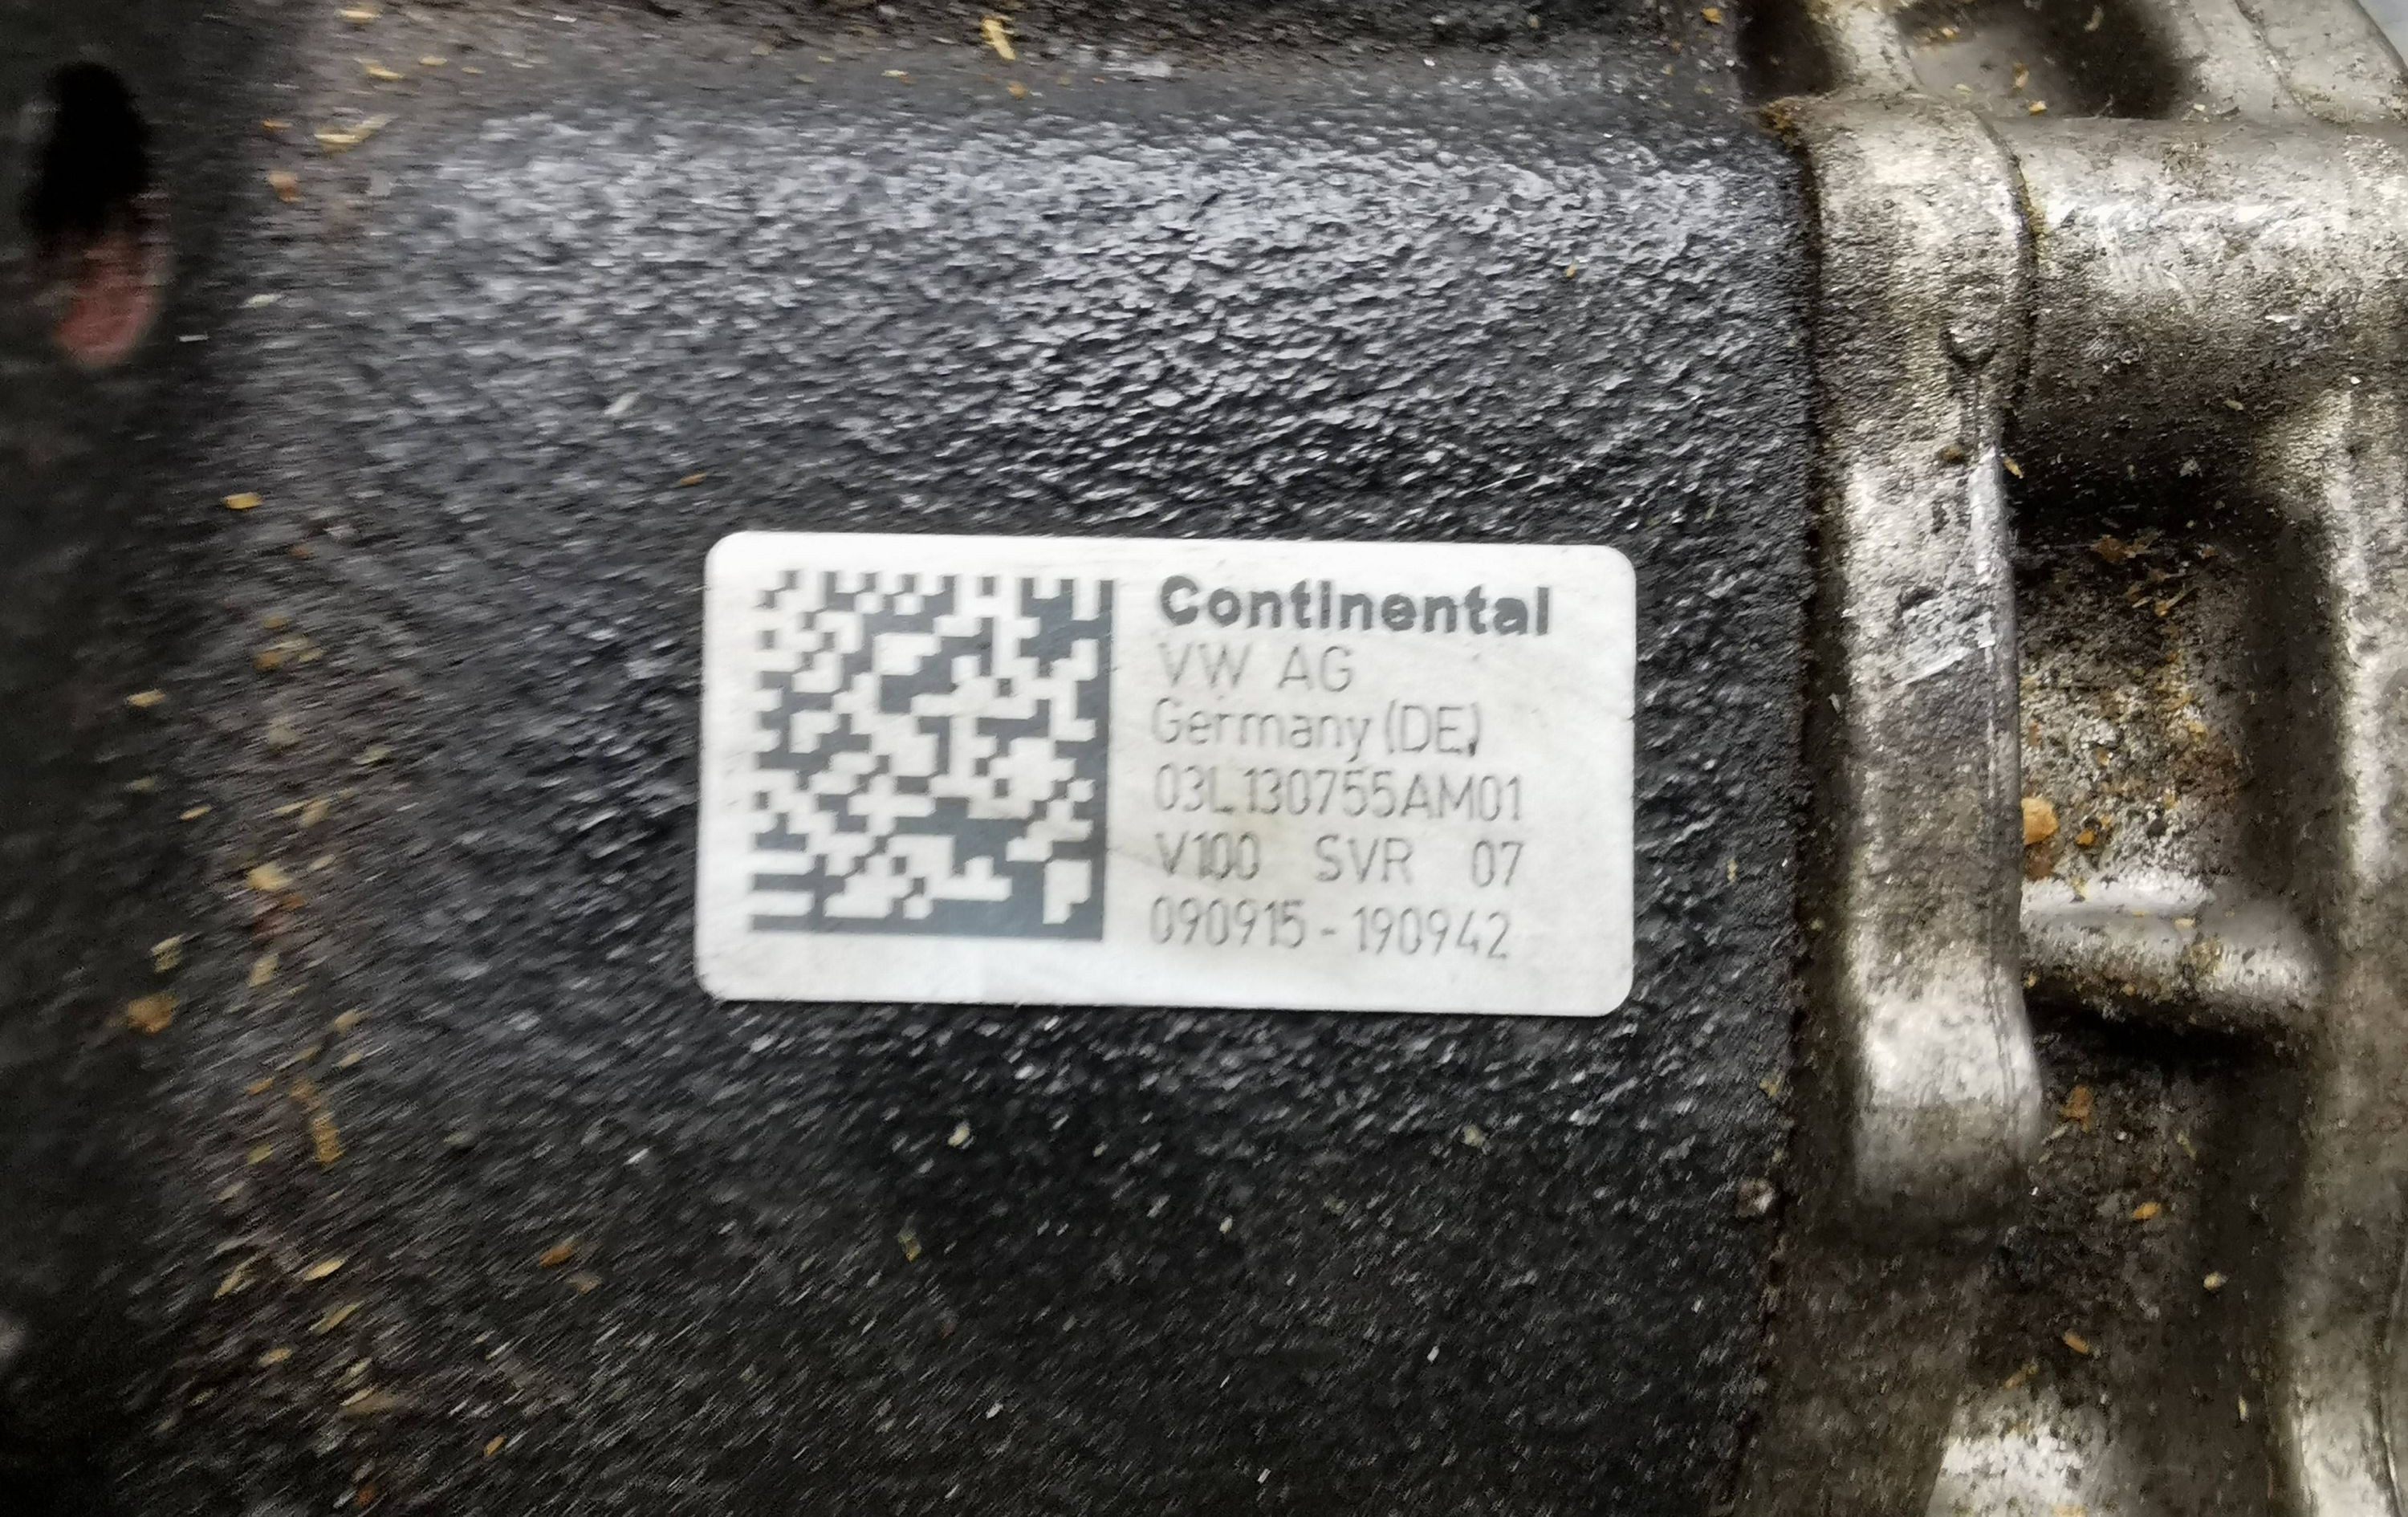 Continental
VW AG
Germany (DE)
03L130755AM01
V100 SVR 07
090915-190942